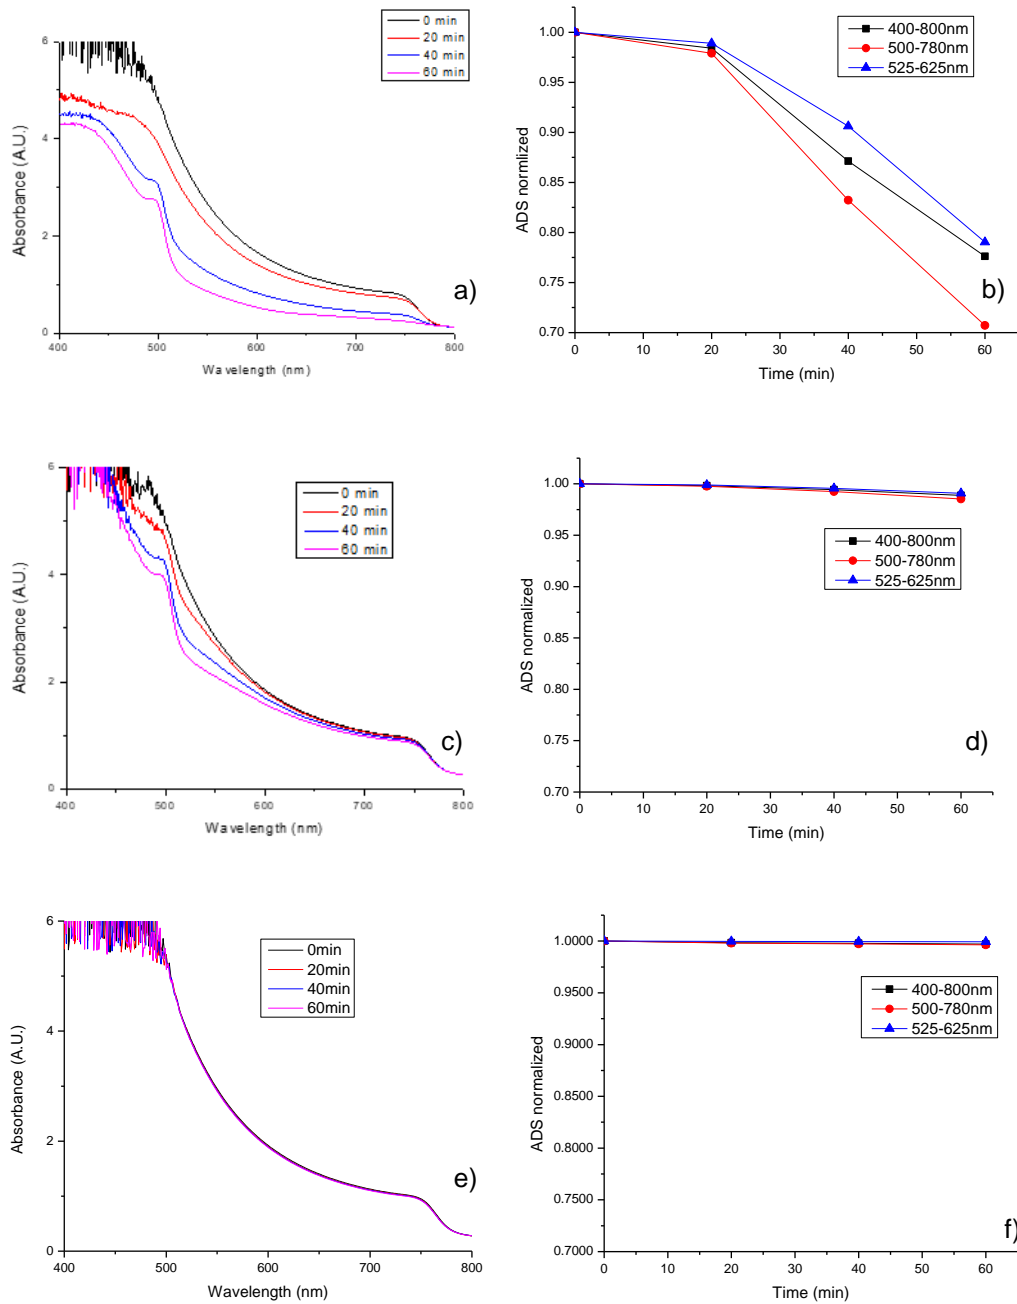 0 min
20 min
40 min
60 min
6
4
2
0
400
500
600
700
800
Absorbance (A.U.)
Wavelength (nm)
a)
400-800nm
500-780nm
525-625nm
1.00
0.95
0.90
0.85
0.80
0.75
0.70
0
10
20
30
40
50
60
ADS normlized
Time (min)
b)
0 min
20 min
40 min
60 min
6
4
2
0
400
500
600
700
800
Absorbance (A.U.)
Wavelength (nm)
c)
400-800nm
500-780nm
525-625nm
1.00
0.95
0.90
0.85
0.80
0.75
0.70
0
10
20
30
40
50
60
ADS normalized
Time (min)
d)
0min
20min
40min
60min
6
4
2
0
400
500
600
700
800
Absorbance (A.U.)
Wavelength (nm)
e)
400-800nm
500-780nm
525-625nm
1.0000
0.9500
0.9000
0.8500
0.8000
0.7500
0.7000
0
10
20
30
40
50
60
ADS normalized
Time (min)
f)